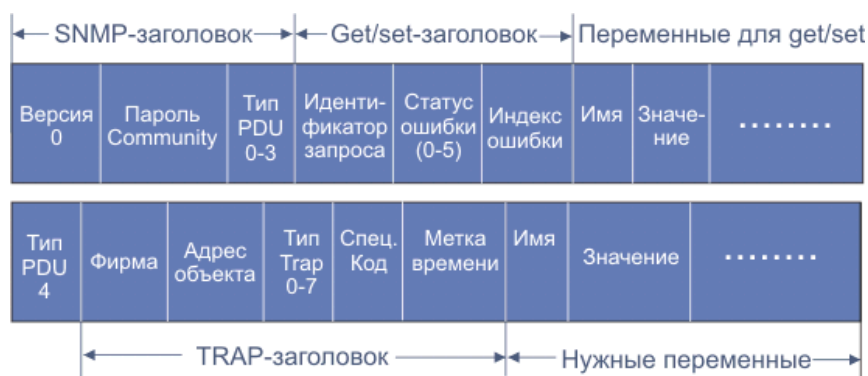 SNMP-заголовок Get/set-заголовок Переменные для get/set
Версия 0 Пароль Community Тип PDU 0-3 Иденти-фикатор запроса Статус ошибки (0-5) Индекс ошибки Имя Значе-ние ........
Тип PDU 4 Фирма Адрес объекта Тип Trap 0-7 Спец. Код Метка времени Имя Значение ........
TRAP-заголовок Нужные переменные